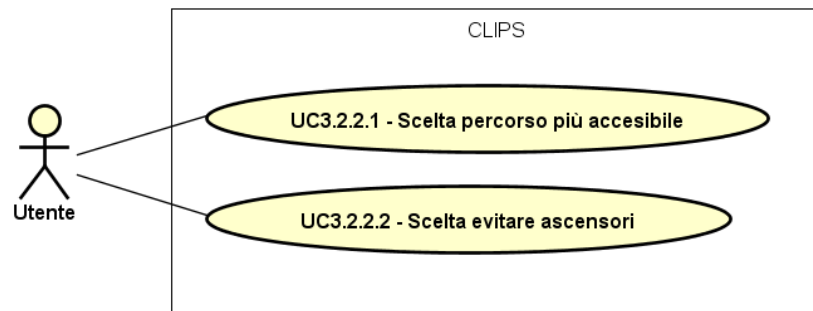 CLIPS
UC3.2.2.1 - Scelta percorso più accesibile
UC3.2.2.2 - Scelta evitare ascensori
Utente